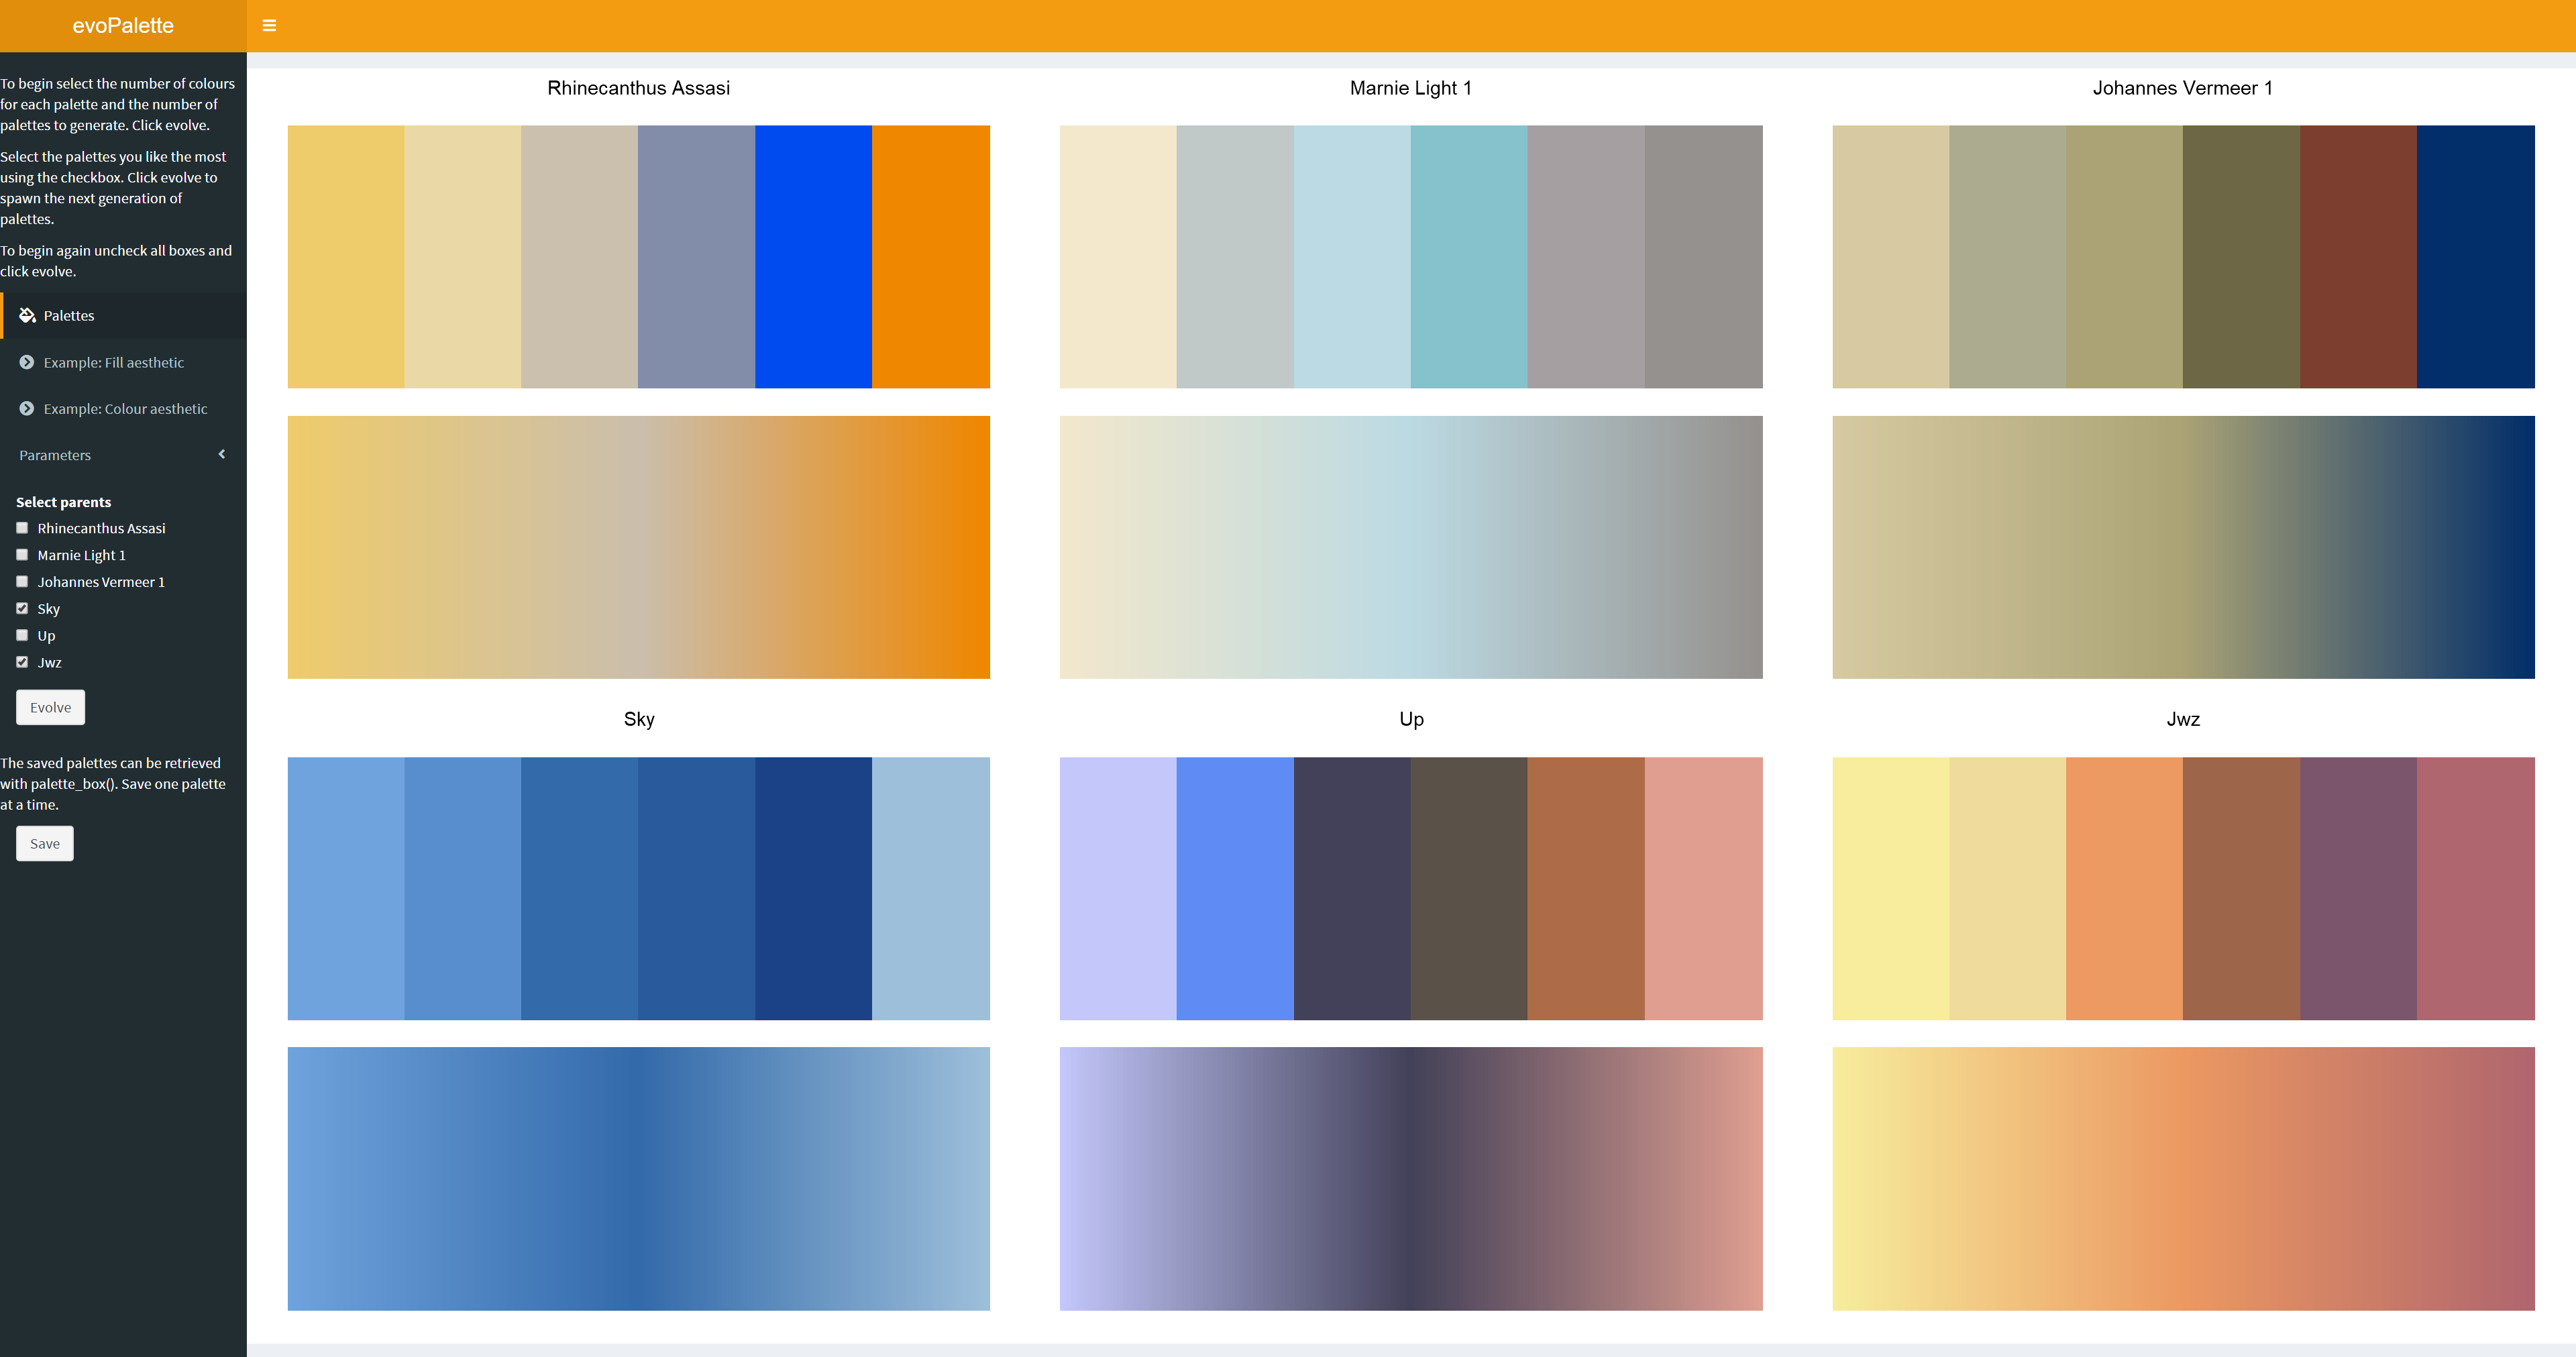 evoPalette
To begin select the number of colours
for each palette and the number of
palettes to generate. Click evolve.
Select the palettes you like the most
using the checkbox. Click evolve to
spawn the next generation of
palettes.
To begin again uncheck all boxes and
click evolve.
Palettes
Example: Fill aesthetic
Example: Colour aesthetic
Parameters
Select parents
Rhinecanthus Assasi
Marnie Light 1
Johannes Vermeer 1
Sky
Up
Jwz
Evolve
The saved palettes can be retrieved
with palette_box(). Save one palette
at a time.
Save
Rhinecanthus Assasi
Marnie Light 1
Johannes Vermeer 1
Sky
Up
Jwz